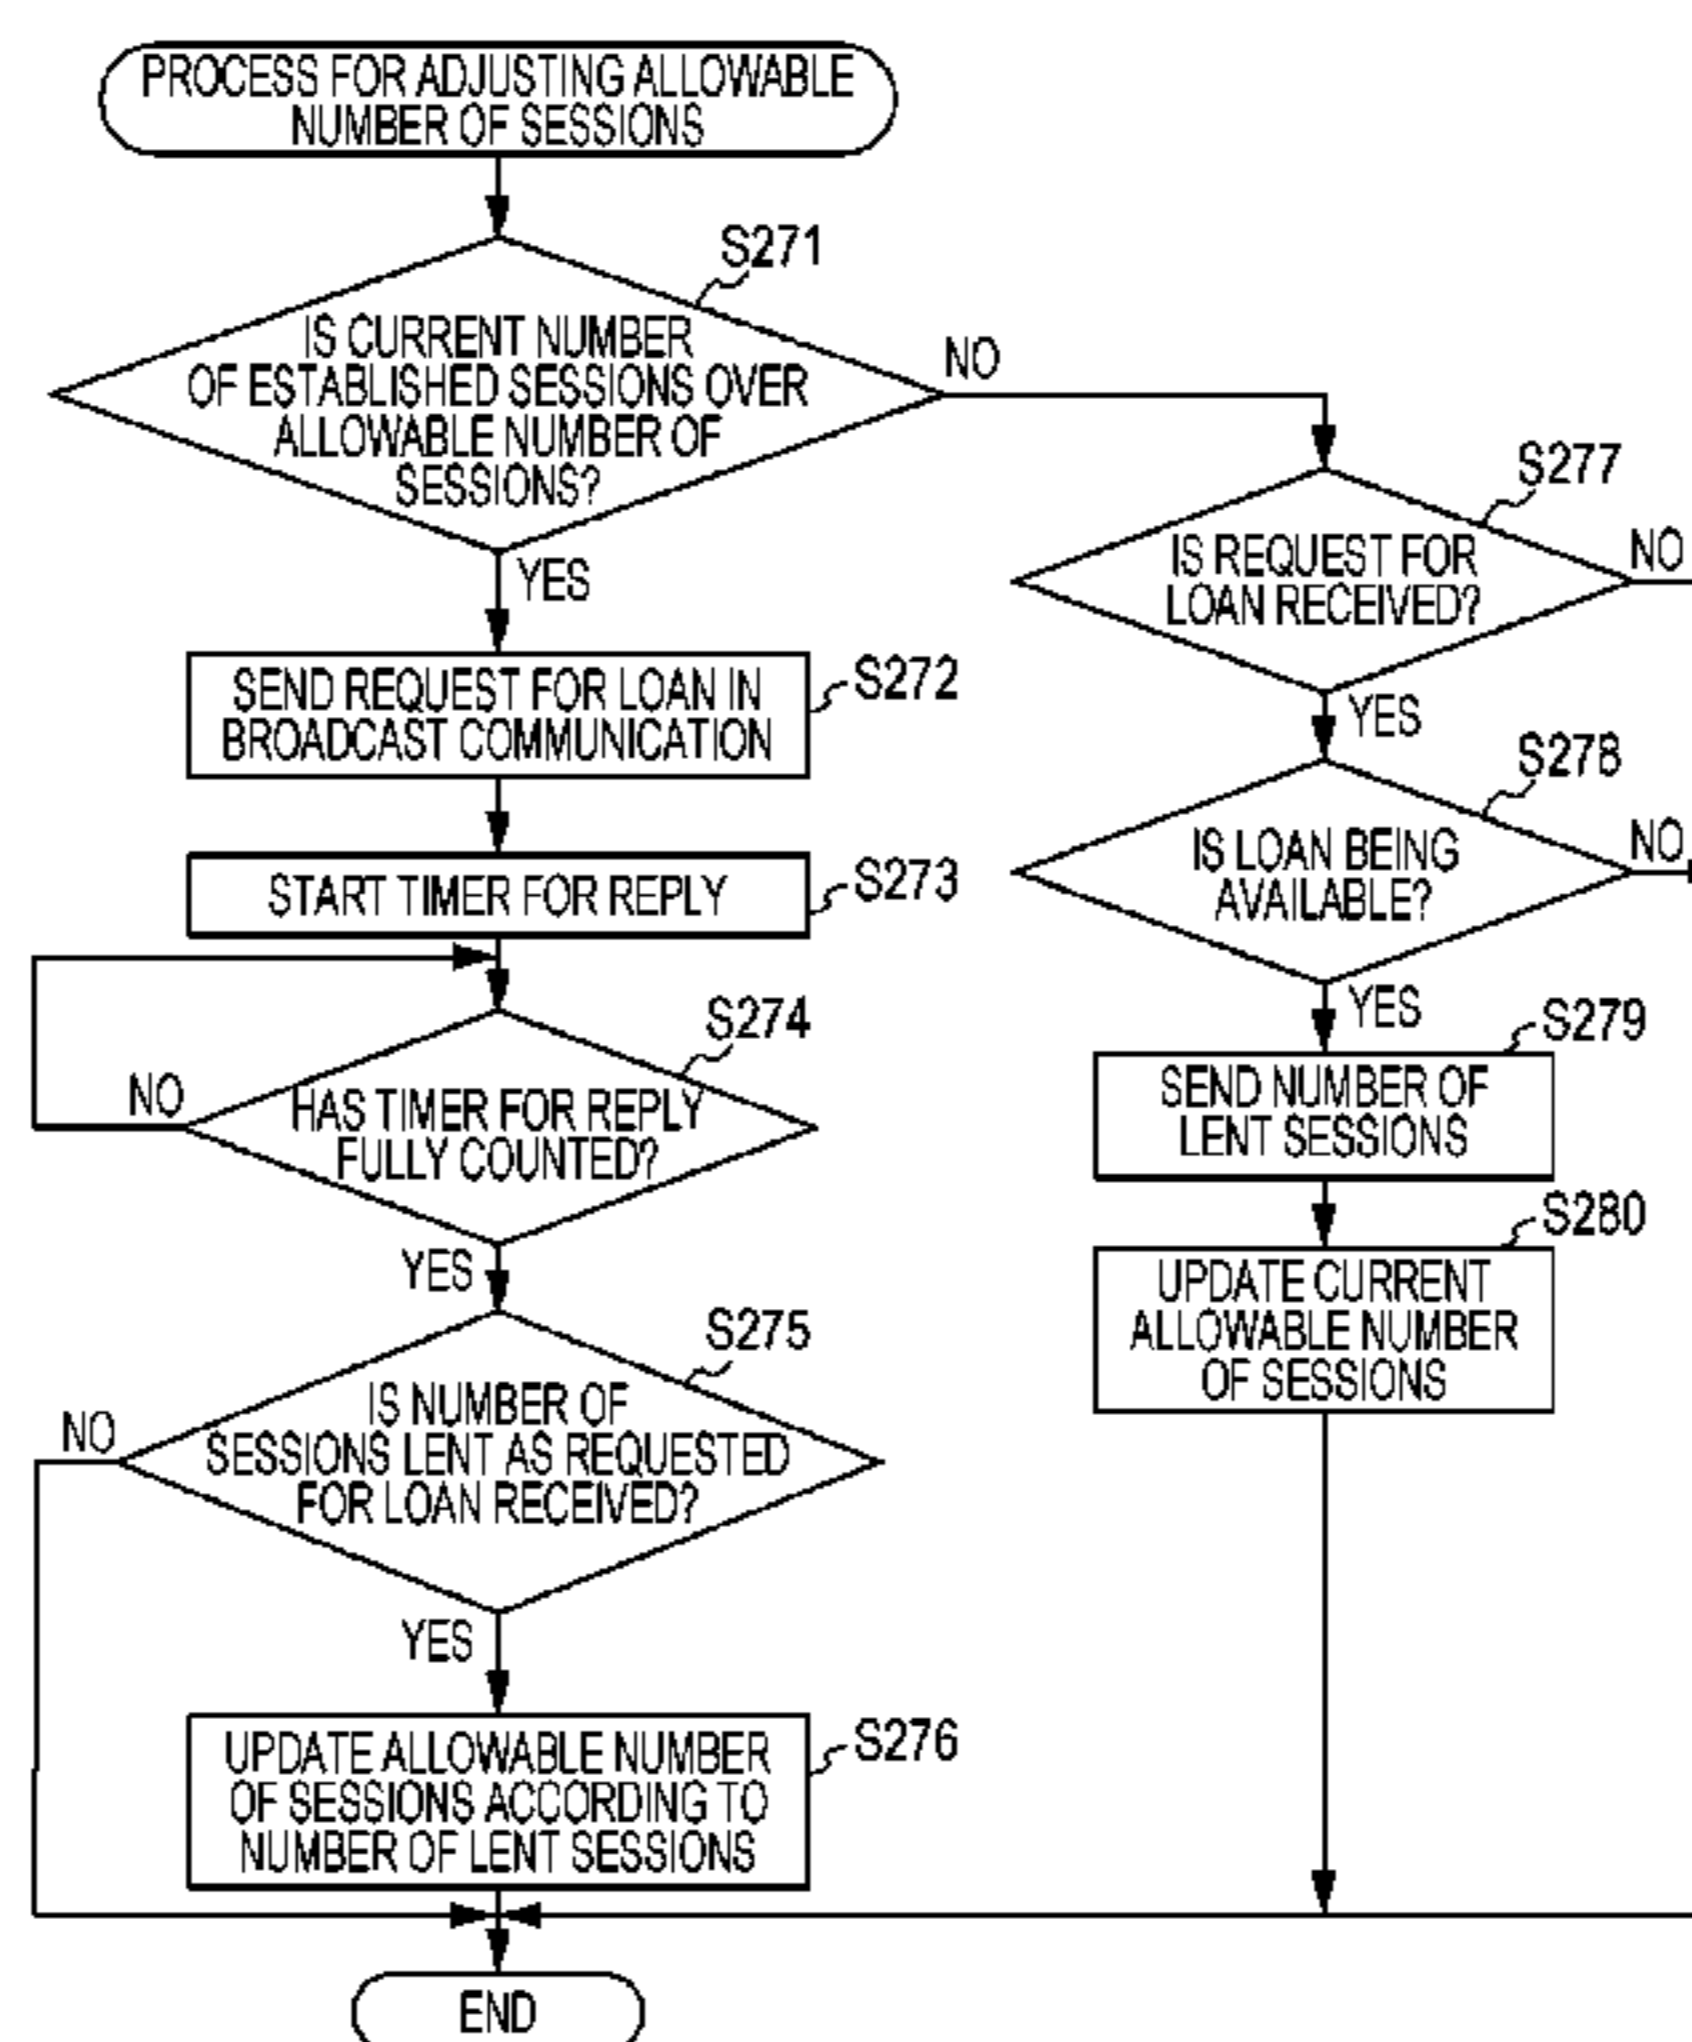 PROCESS FOR ADJUSTING ALLOWABLE
NUMBER OF SESSIONS
S271
IS CURRENT NUMBER
OF ESTABLISHED SESSIONS OVER
ALLOWABLE NUMBER OF
SESSIONS?
NO
YES
S272
SEND REQUEST FOR LOAN IN
BROADCAST COMMUNICATION
S273
START TIMER FOR REPLY
S274
HAS TIMER FOR REPLY
FULLY COUNTED?
NO
YES
S275
IS NUMBER OF
SESSIONS LENT AS REQUESTED
FOR LOAN RECEIVED?
NO
YES
S276
UPDATE ALLOWABLE NUMBER
OF SESSIONS ACCORDING TO
NUMBER OF LENT SESSIONS
S277
IS REQUEST FOR
LOAN RECEIVED?
NO
YES
S278
IS LOAN BEING
AVAILABLE?
NO
YES
S279
SEND NUMBER OF
LENT SESSIONS
S280
UPDATE CURRENT
ALLOWABLE NUMBER
OF SESSIONS
END